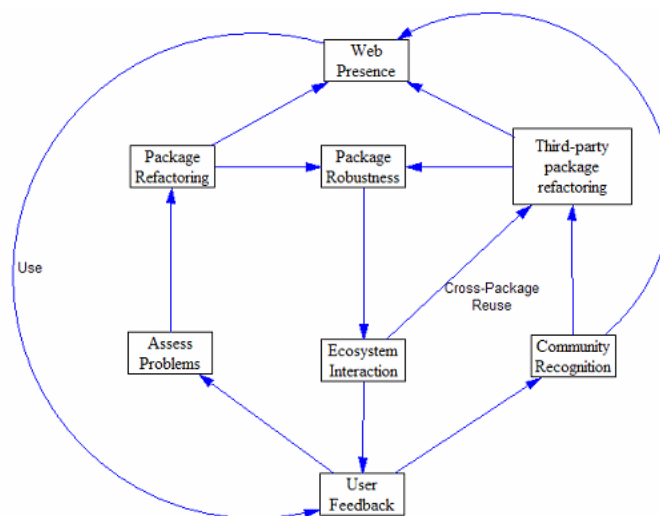 Web
Presence
Package
Refactoring
Package
Robustness
Third-party
package
refactoring
Use
Cross-Package
Reuse
Assess
Problems
Ecosystem
Interaction
Community
Recognition
User
Feedback